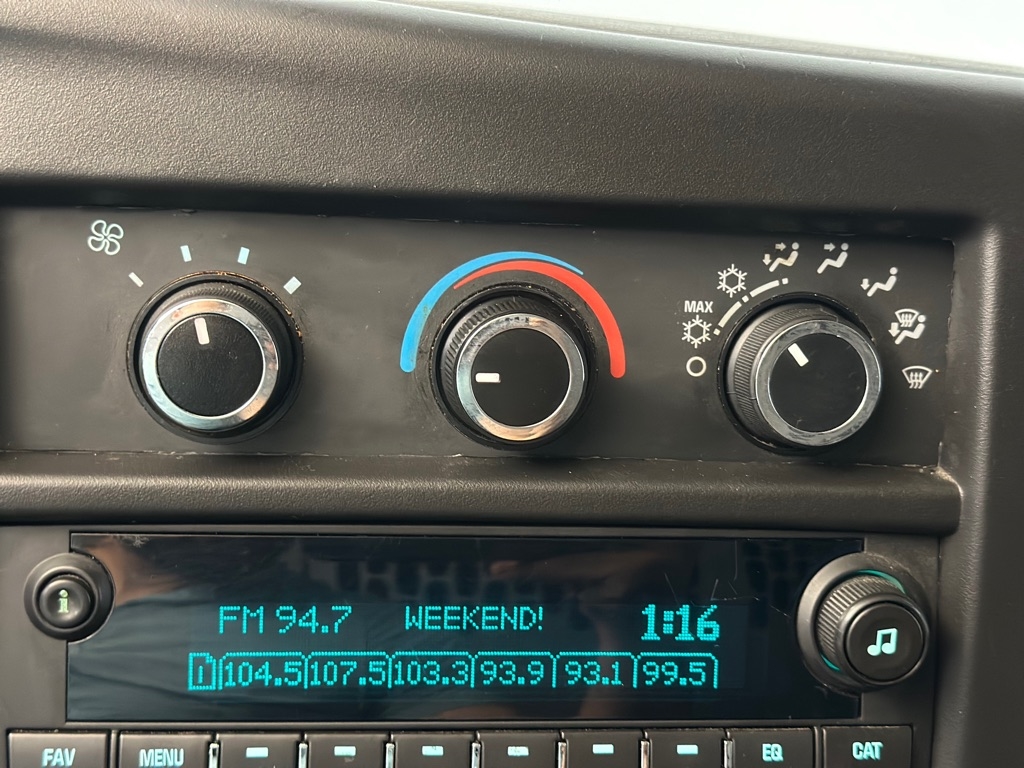 MAX
FM 94.7 WEEKEND! 1:16
1 104.5 107.5 103.3 93.9 93.1 99.5
i
FAV MENU EQ CAT